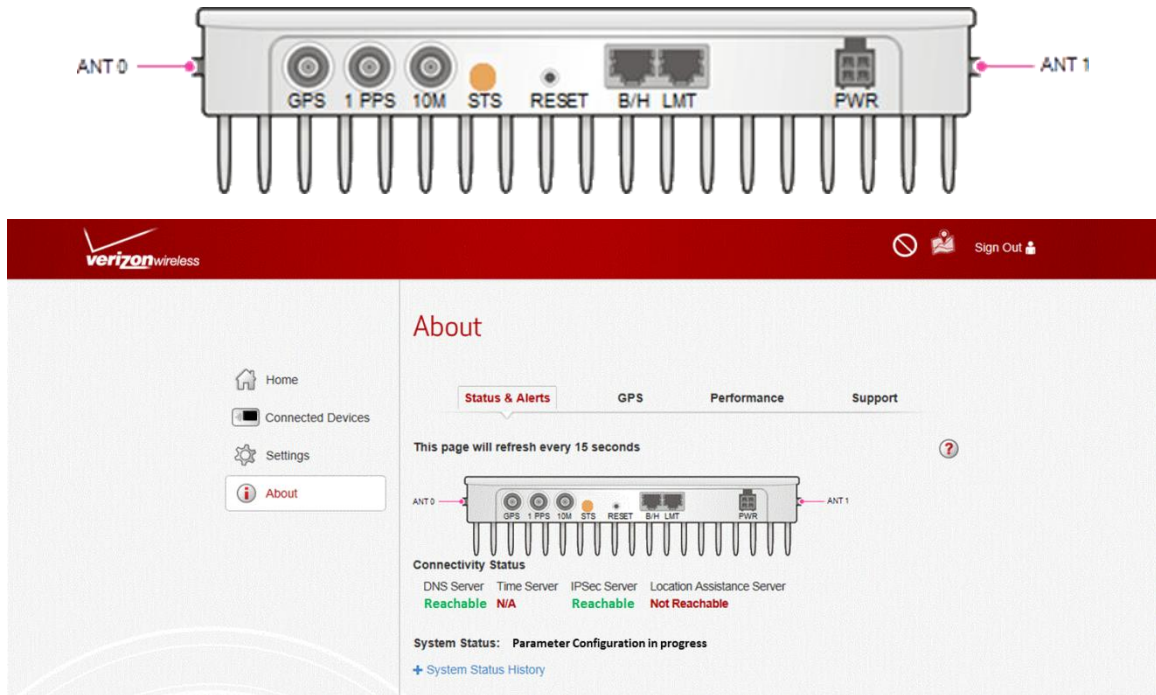 ANT 0
ANT 1
GPS 1 PPS 10M STS RESET B/H LMT PWR
verizonwireless
Sign Out
About
Home
Connected Devices
Settings
About
Status & Alerts GPS Performance Support
This page will refresh every 15 seconds
?
ANT 0
ANT 1
GPS 1 PPS 10M STS RESET B/H LMT PWR
Connectivity Status
DNS Server Time Server IPSec Server Location Assistance Server
Reachable N/A Reachable Not Reachable
System Status: Parameter Configuration in progress
+ System Status History